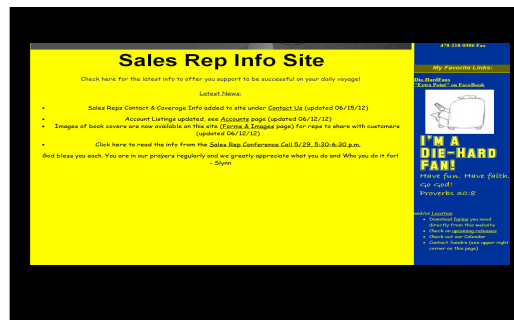 Sales Rep Info Site
Check here for the latest info to offer you support to be successful on your daily voyage!
Latest News:
Sales Reps Contact & Coverage Info added to site under Contact Us (updated 06/15/12)
Account Listings updated, see Accounts page (updated 06/12/12)
Images of book covers are now available on this site (Forms & Images page) for reps to share with customers
(updated 06/12/12)
Click here to read the info from the Sales Rep Conference Call 5/29, 5:30-6:30 p.m.
God bless you each. You are in our prayers regularly and we greatly appreciate what you do and Who you do it for!
- Slynn
478-218-0306 Fax
My Favorite Links:
Die-HardFans
"Extra Point" on FaceBook
I'M A
DIE-HARD
FAN!
Have fun. Have faith.
Go God!
Proverbs 30:8
and/or Location
Download forms you need
directly from this website
Check on upcoming releases
Check out our Calendar
Contact Sandra (see upper-right
corner on this page)